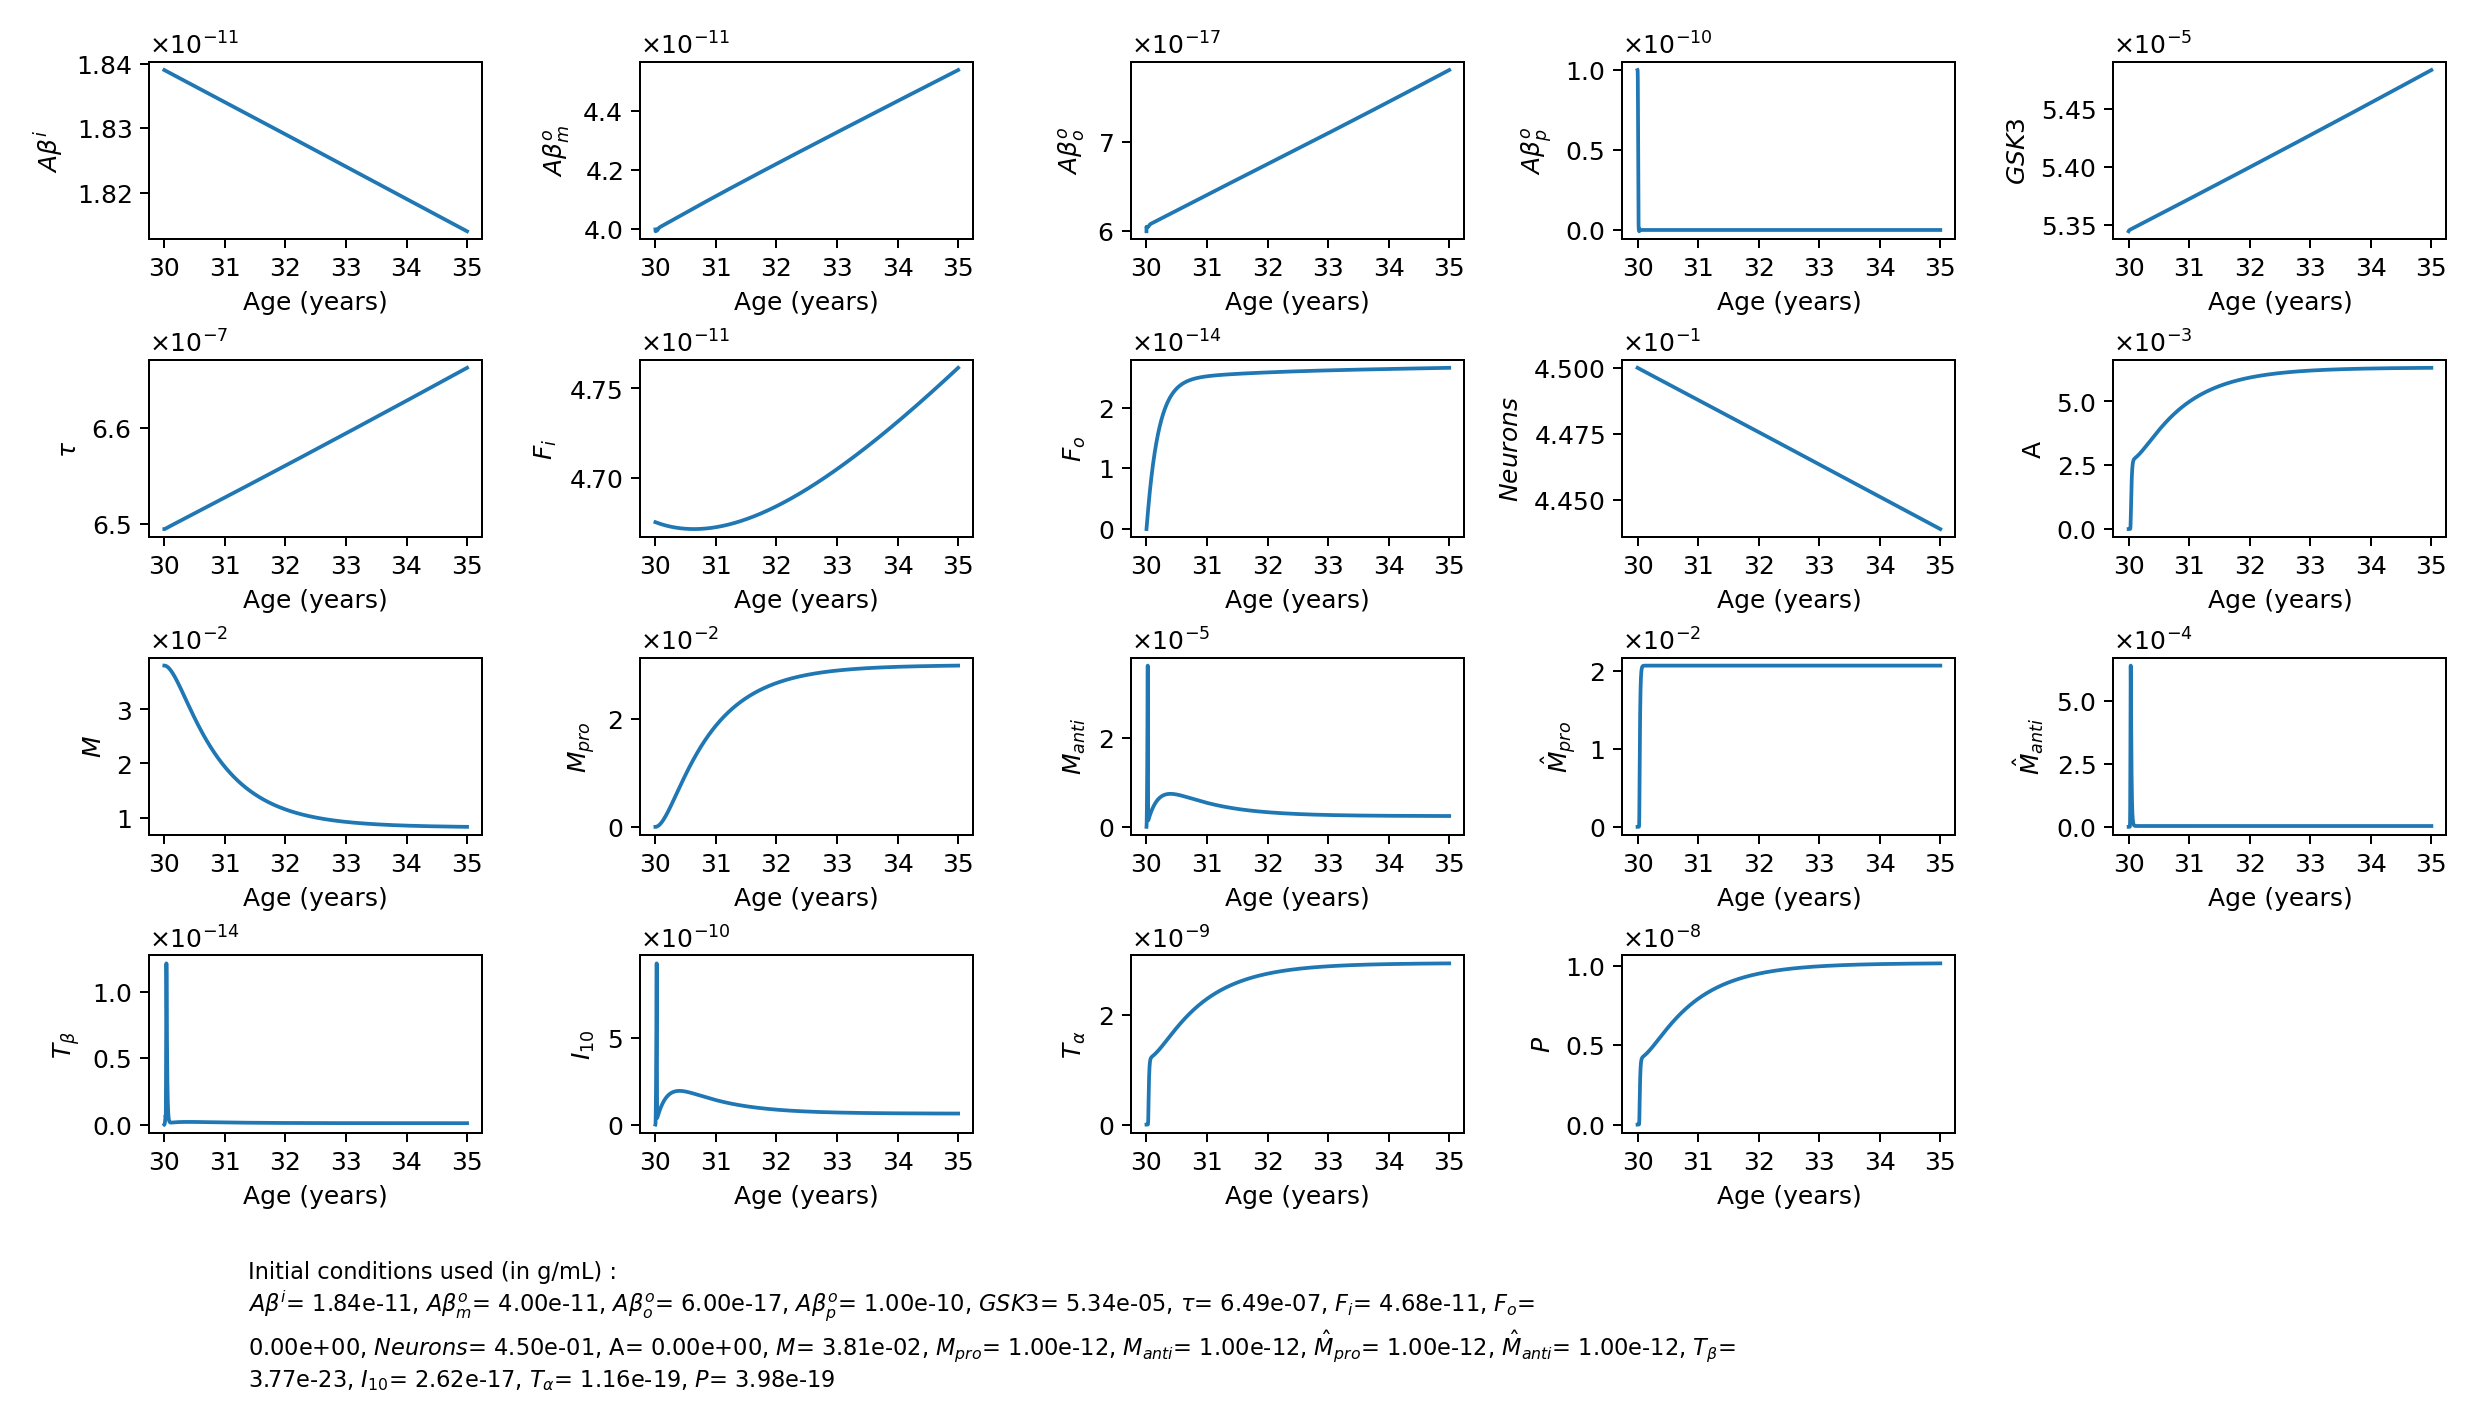 ×10⁻¹¹ ×10⁻¹¹ ×10⁻¹⁷ ×10⁻¹⁰ ×10⁻⁵
Aβⁱ 1.84 1.83 1.82
30 31 32 33 34 35
Age (years)
Aβₘᵒ 4.4 4.2 4.0
30 31 32 33 34 35
Age (years)
Aβₒᵒ 7 6
30 31 32 33 34 35
Age (years)
Aβₚᵒ 1.0 0.5 0.0
30 31 32 33 34 35
Age (years)
GSK3 5.45 5.40 5.35
30 31 32 33 34 35
Age (years)
×10⁻⁷ ×10⁻¹¹ ×10⁻¹⁴ ×10⁻¹ ×10⁻³
τ 6.6 6.5
30 31 32 33 34 35
Age (years)
Fᵢ 4.75 4.70
30 31 32 33 34 35
Age (years)
Fₒ 2 1 0
30 31 32 33 34 35
Age (years)
Neurons 4.500 4.475 4.450
30 31 32 33 34 35
Age (years)
A 5.0 2.5 0.0
30 31 32 33 34 35
Age (years)
×10⁻² ×10⁻² ×10⁻⁵ ×10⁻² ×10⁻⁴
M 3 2 1
30 31 32 33 34 35
Age (years)
M_pro 2 0
30 31 32 33 34 35
Age (years)
M_anti 2 0
30 31 32 33 34 35
Age (years)
M̂_pro 2 1 0
30 31 32 33 34 35
Age (years)
M̂_anti 5.0 2.5 0.0
30 31 32 33 34 35
Age (years)
×10⁻¹⁴ ×10⁻¹⁰ ×10⁻⁹ ×10⁻⁸
T_β 1.0 0.5 0.0
30 31 32 33 34 35
Age (years)
I₁₀ 5 0
30 31 32 33 34 35
Age (years)
T_α 2 0
30 31 32 33 34 35
Age (years)
P 1.0 0.5 0.0
30 31 32 33 34 35
Age (years)
Initial conditions used (in g/mL) :
Aβⁱ= 1.84e-11, Aβₘᵒ= 4.00e-11, Aβₒᵒ= 6.00e-17, Aβₚᵒ= 1.00e-10, GSK3= 5.34e-05, τ= 6.49e-07, Fᵢ= 4.68e-11, Fₒ=
0.00e+00, Neurons= 4.50e-01, A= 0.00e+00, M= 3.81e-02, M_pro= 1.00e-12, M_anti= 1.00e-12, M̂_pro= 1.00e-12, M̂_anti= 1.00e-12, T_β=
3.77e-23, I₁₀= 2.62e-17, T_α= 1.16e-19, P= 3.98e-19